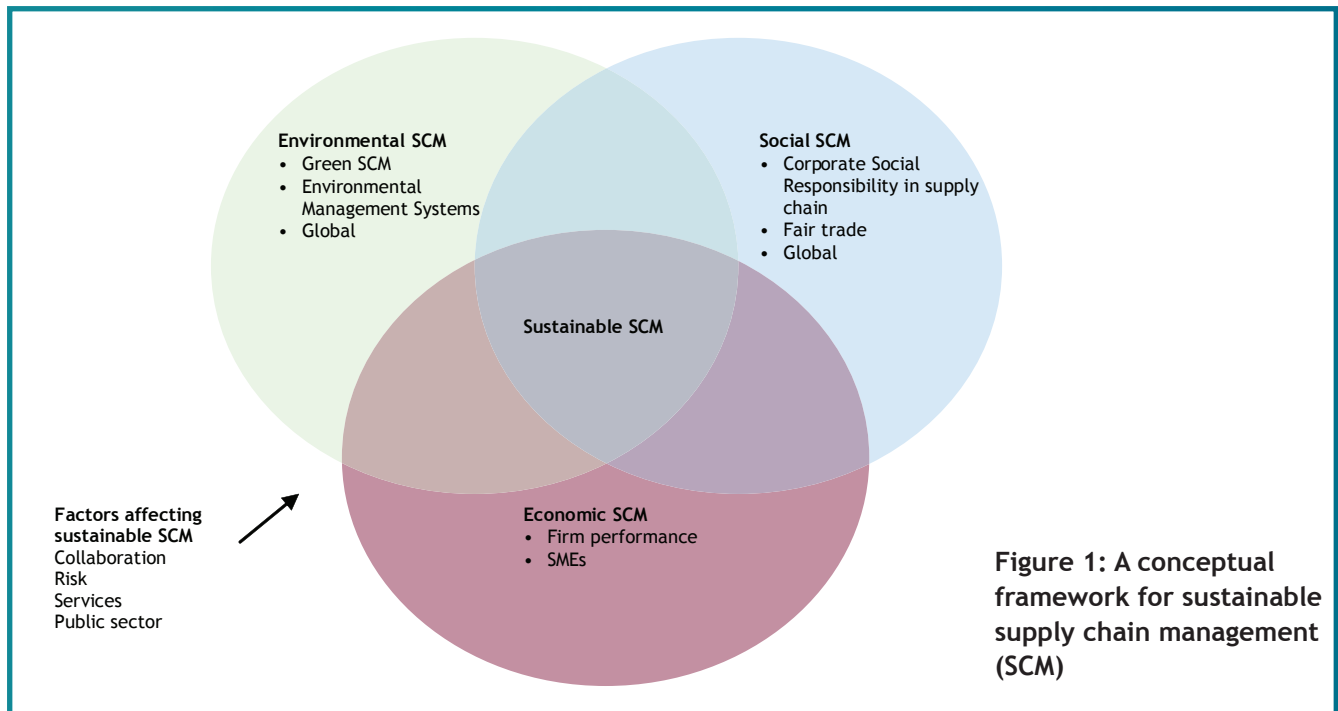 Environmental SCM
• Green SCM
• Environmental
Management Systems
• Global
Social SCM
• Corporate Social
Responsibility in supply
chain
• Fair trade
• Global
Sustainable SCM
Economic SCM
• Firm performance
• SMEs
Factors affecting
sustainable SCM
Collaboration
Risk
Services
Public sector
Figure 1: A conceptual
framework for sustainable
supply chain management
(SCM)